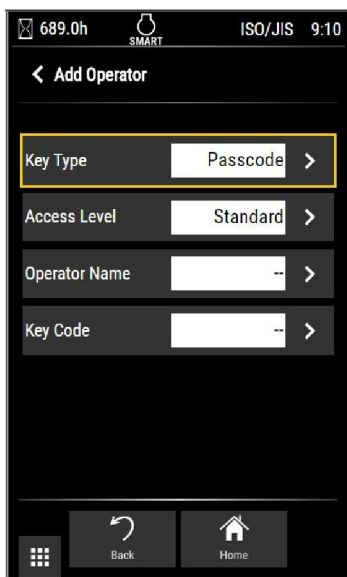 689.0h SMART ISO/JIS 9:10
Add Operator
Key Type Passcode
Access Level Standard
Operator Name --
Key Code --
Back Home